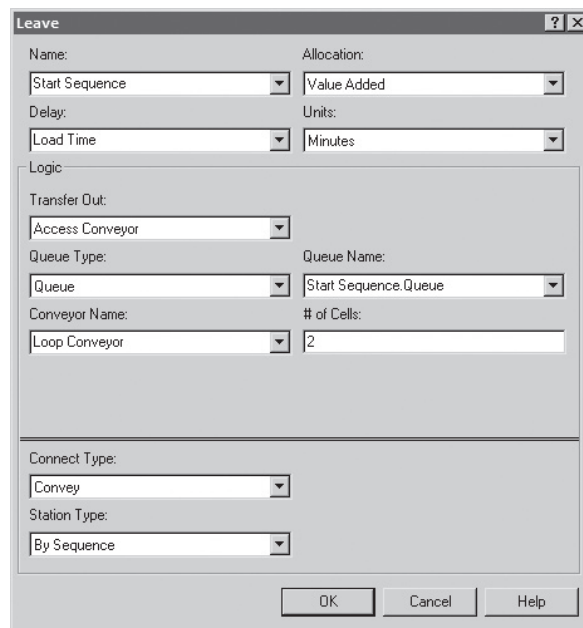 Leave
Name: Allocation:
Start Sequence Value Added
Delay: Units:
Load Time Minutes
Logic
Transfer Out:
Access Conveyor
Queue Type: Queue Name:
Queue Start Sequence.Queue
Conveyor Name: # of Cells:
Loop Conveyor 2
Connect Type:
Convey
Station Type:
By Sequence
OK Cancel Help